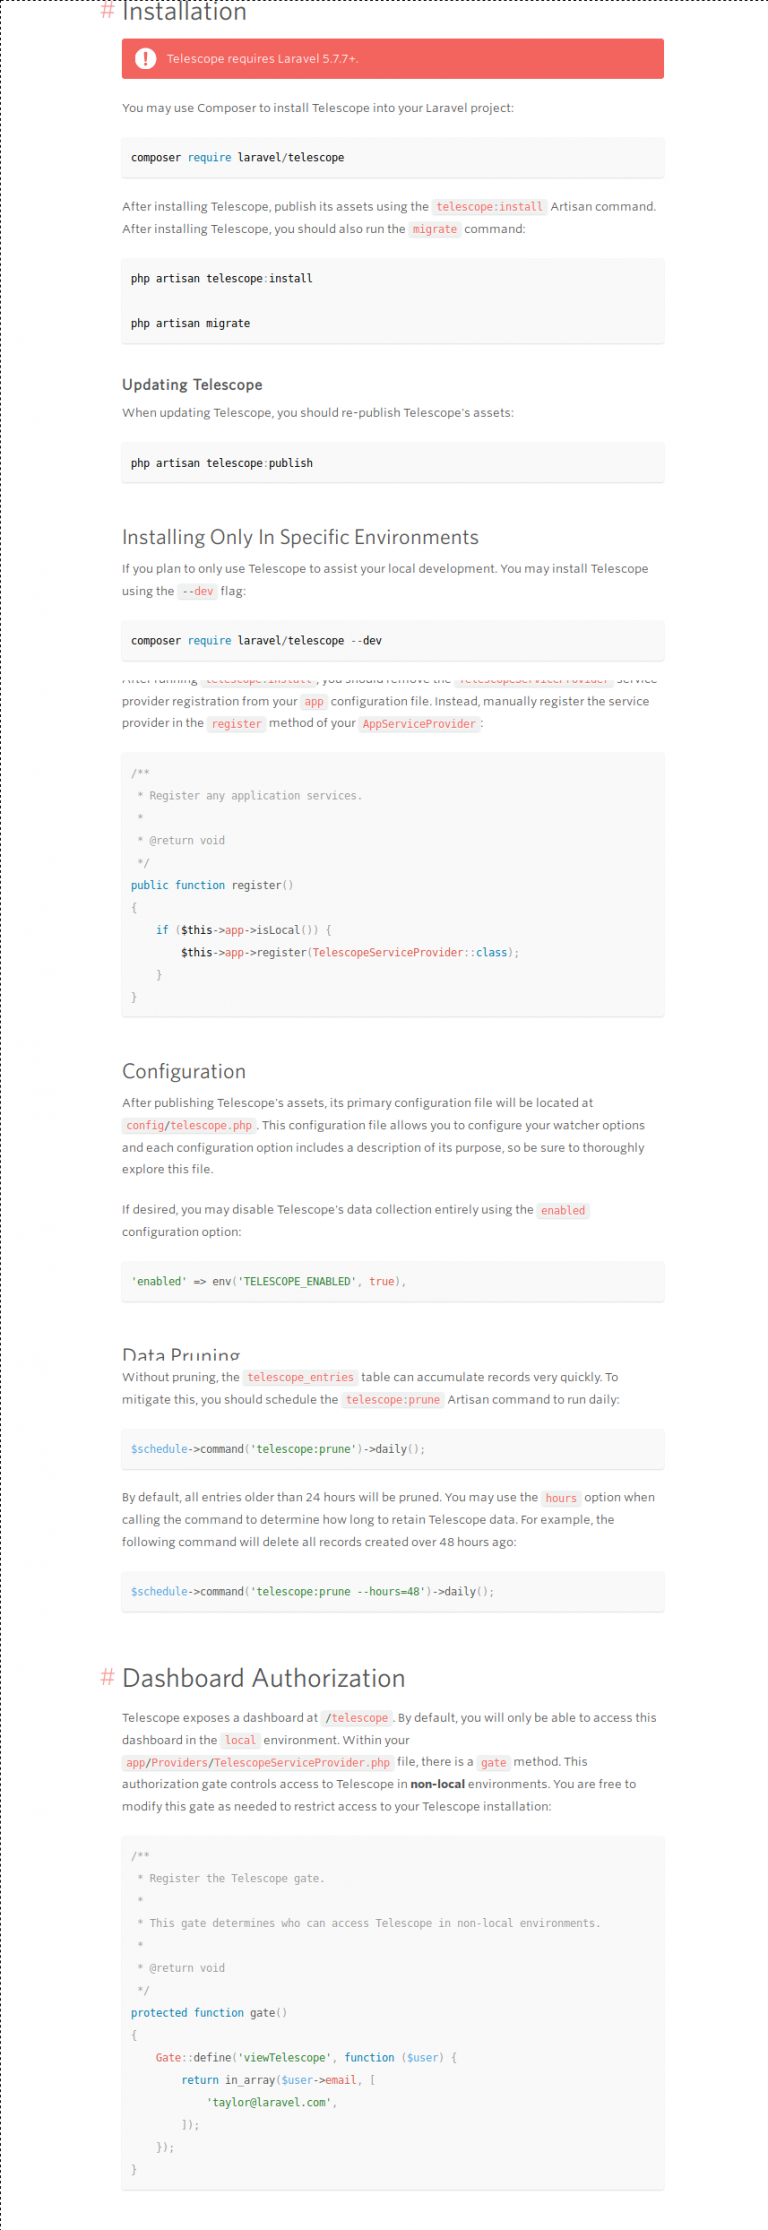 # Installation
Telescope requires Laravel 5.7.7+.
You may use Composer to install Telescope into your Laravel project:
composer require laravel/telescope
After installing Telescope, publish its assets using the telescope:install Artisan command.
After installing Telescope, you should also run the migrate command:
php artisan telescope:install
php artisan migrate
Updating Telescope
When updating Telescope, you should re-publish Telescope's assets:
php artisan telescope:publish
Installing Only In Specific Environments
If you plan to only use Telescope to assist your local development. You may install Telescope
using the --dev flag:
composer require laravel/telescope --dev
After running telescope:install, you should remove the TelescopeServiceProvider service
provider registration from your app configuration file. Instead, manually register the service
provider in the register method of your AppServiceProvider:
/**
 * Register any application services.
 *
 * @return void
 */
public function register()
{
    if ($this->app->isLocal()) {
        $this->app->register(TelescopeServiceProvider::class);
    }
}
Configuration
After publishing Telescope's assets, its primary configuration file will be located at
config/telescope.php. This configuration file allows you to configure your watcher options
and each configuration option includes a description of its purpose, so be sure to thoroughly
explore this file.
If desired, you may disable Telescope's data collection entirely using the enabled
configuration option:
'enabled' => env('TELESCOPE_ENABLED', true),
Data Pruning
Without pruning, the telescope_entries table can accumulate records very quickly. To
mitigate this, you should schedule the telescope:prune Artisan command to run daily:
$schedule->command('telescope:prune')->daily();
By default, all entries older than 24 hours will be pruned. You may use the hours option when
calling the command to determine how long to retain Telescope data. For example, the
following command will delete all records created over 48 hours ago:
$schedule->command('telescope:prune --hours=48')->daily();
# Dashboard Authorization
Telescope exposes a dashboard at /telescope. By default, you will only be able to access this
dashboard in the local environment. Within your
app/Providers/TelescopeServiceProvider.php file, there is a gate method. This
authorization gate controls access to Telescope in non-local environments. You are free to
modify this gate as needed to restrict access to your Telescope installation:
/**
 * Register the Telescope gate.
 *
 * This gate determines who can access Telescope in non-local environments.
 *
 * @return void
 */
protected function gate()
{
    Gate::define('viewTelescope', function ($user) {
        return in_array($user->email, [
            'taylor@laravel.com',
        ]);
    });
}